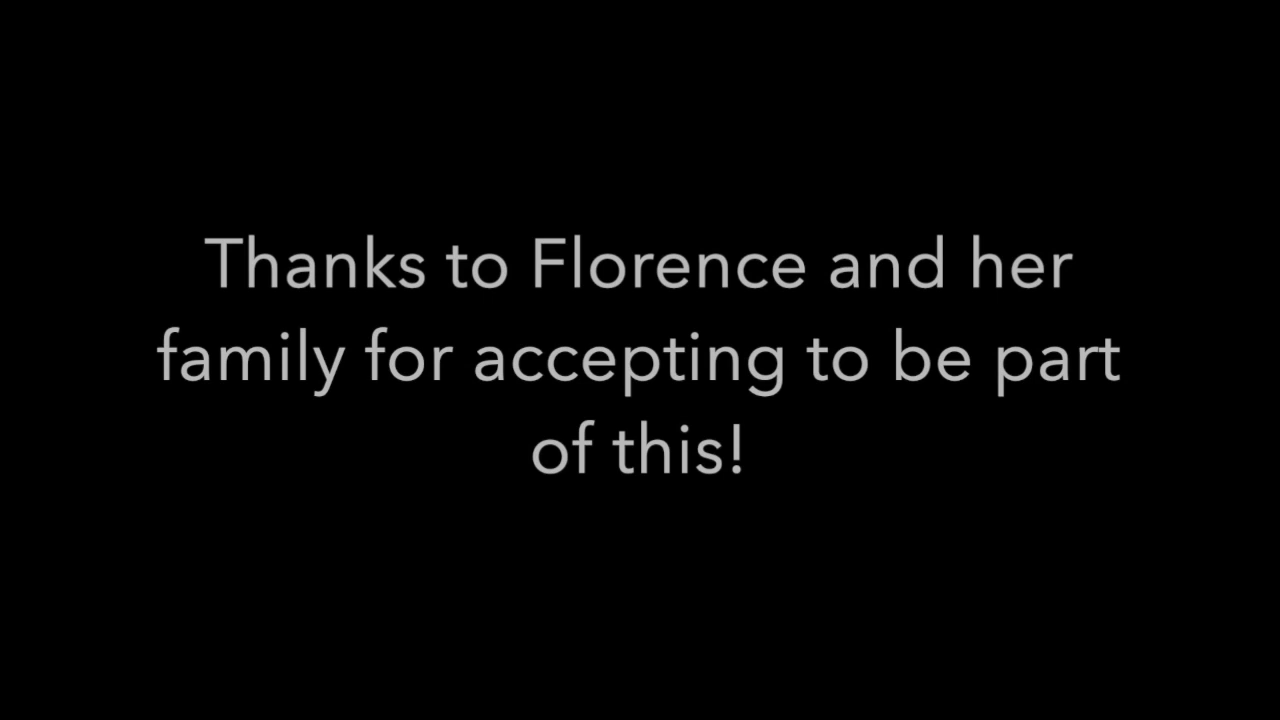 Thanks to Florence and her
family for accepting to be part
of this!